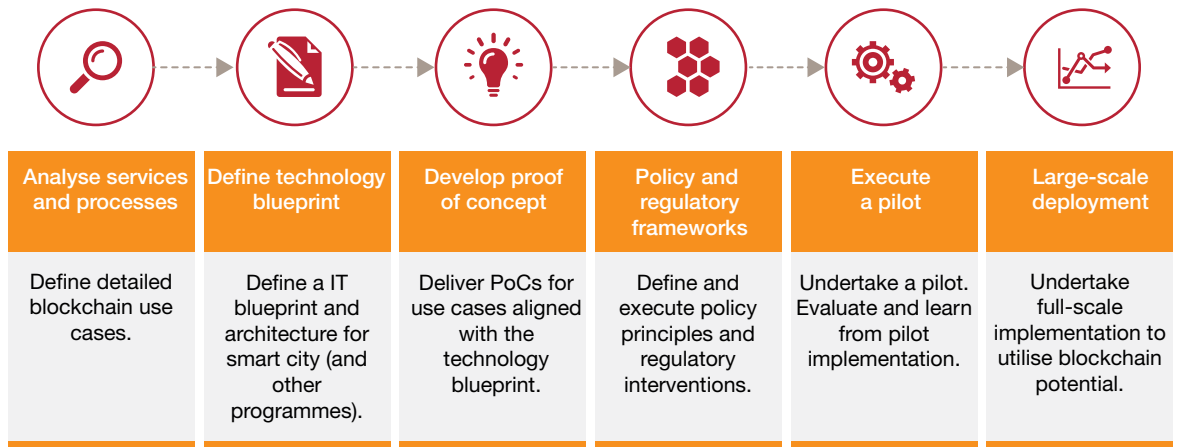 Analyse services
and processes
Define technology
blueprint
Develop proof
of concept
Policy and
regulatory
frameworks
Execute
a pilot
Large-scale
deployment
Define detailed
blockchain use
cases.
Define a IT
blueprint and
architecture for
smart city (and
other
programmes).
Deliver PoCs for
use cases aligned
with the
technology
blueprint.
Define and
execute policy
principles and
regulatory
interventions.
Undertake a pilot.
Evaluate and learn
from pilot
implementation.
Undertake
full-scale
implementation to
utilise blockchain
potential.